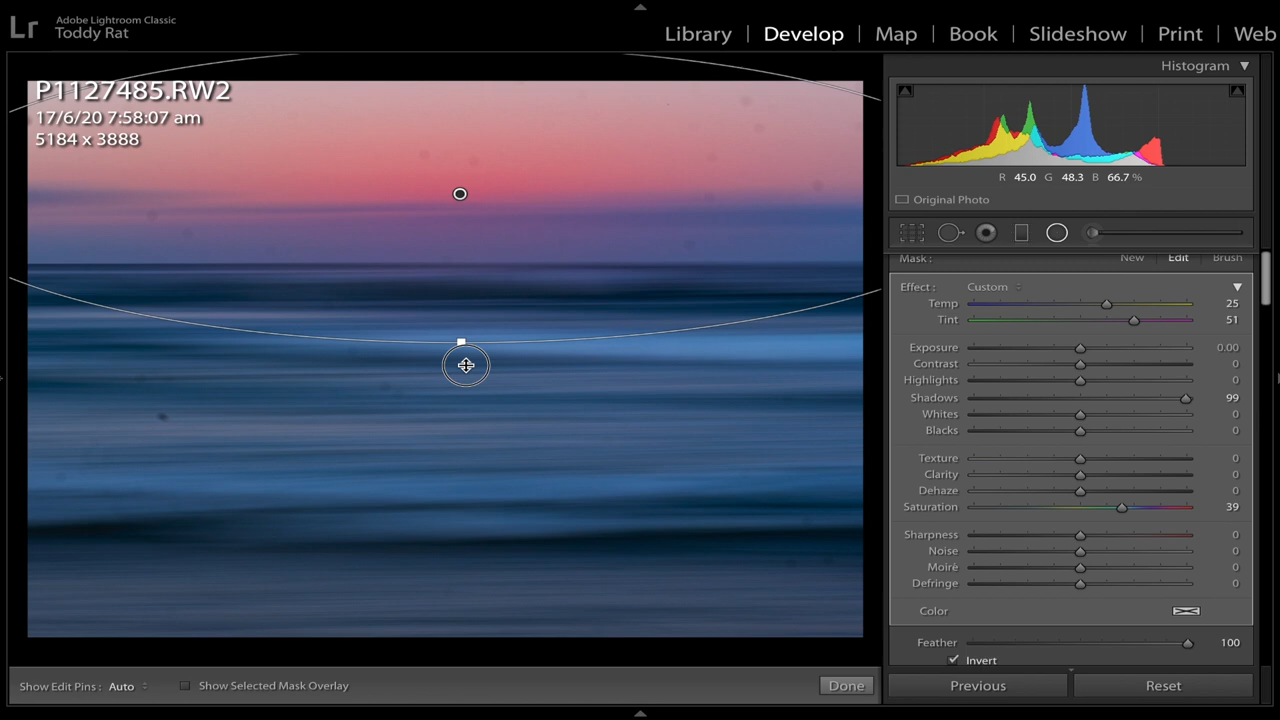 Lr
Adobe Lightroom Classic
Toddy Rat
Library | Develop | Map | Book | Slideshow | Print | Web
P1127485.RW2
17/6/20 7:58:07 am
5184 x 3888
Histogram
R 45.0 G 48.3 B 66.7 %
Original Photo
Mask : New Edit Brush
Effect : Custom
Temp 25
Tint 51
Exposure 0.00
Contrast 0
Highlights 0
Shadows 99
Whites 0
Blacks 0
Texture 0
Clarity 0
Dehaze 0
Saturation 39
Sharpness 0
Noise 0
Moiré 0
Defringe 0
Color
Feather 100
Invert
Show Edit Pins : Auto Show Selected Mask Overlay Done
Previous Reset